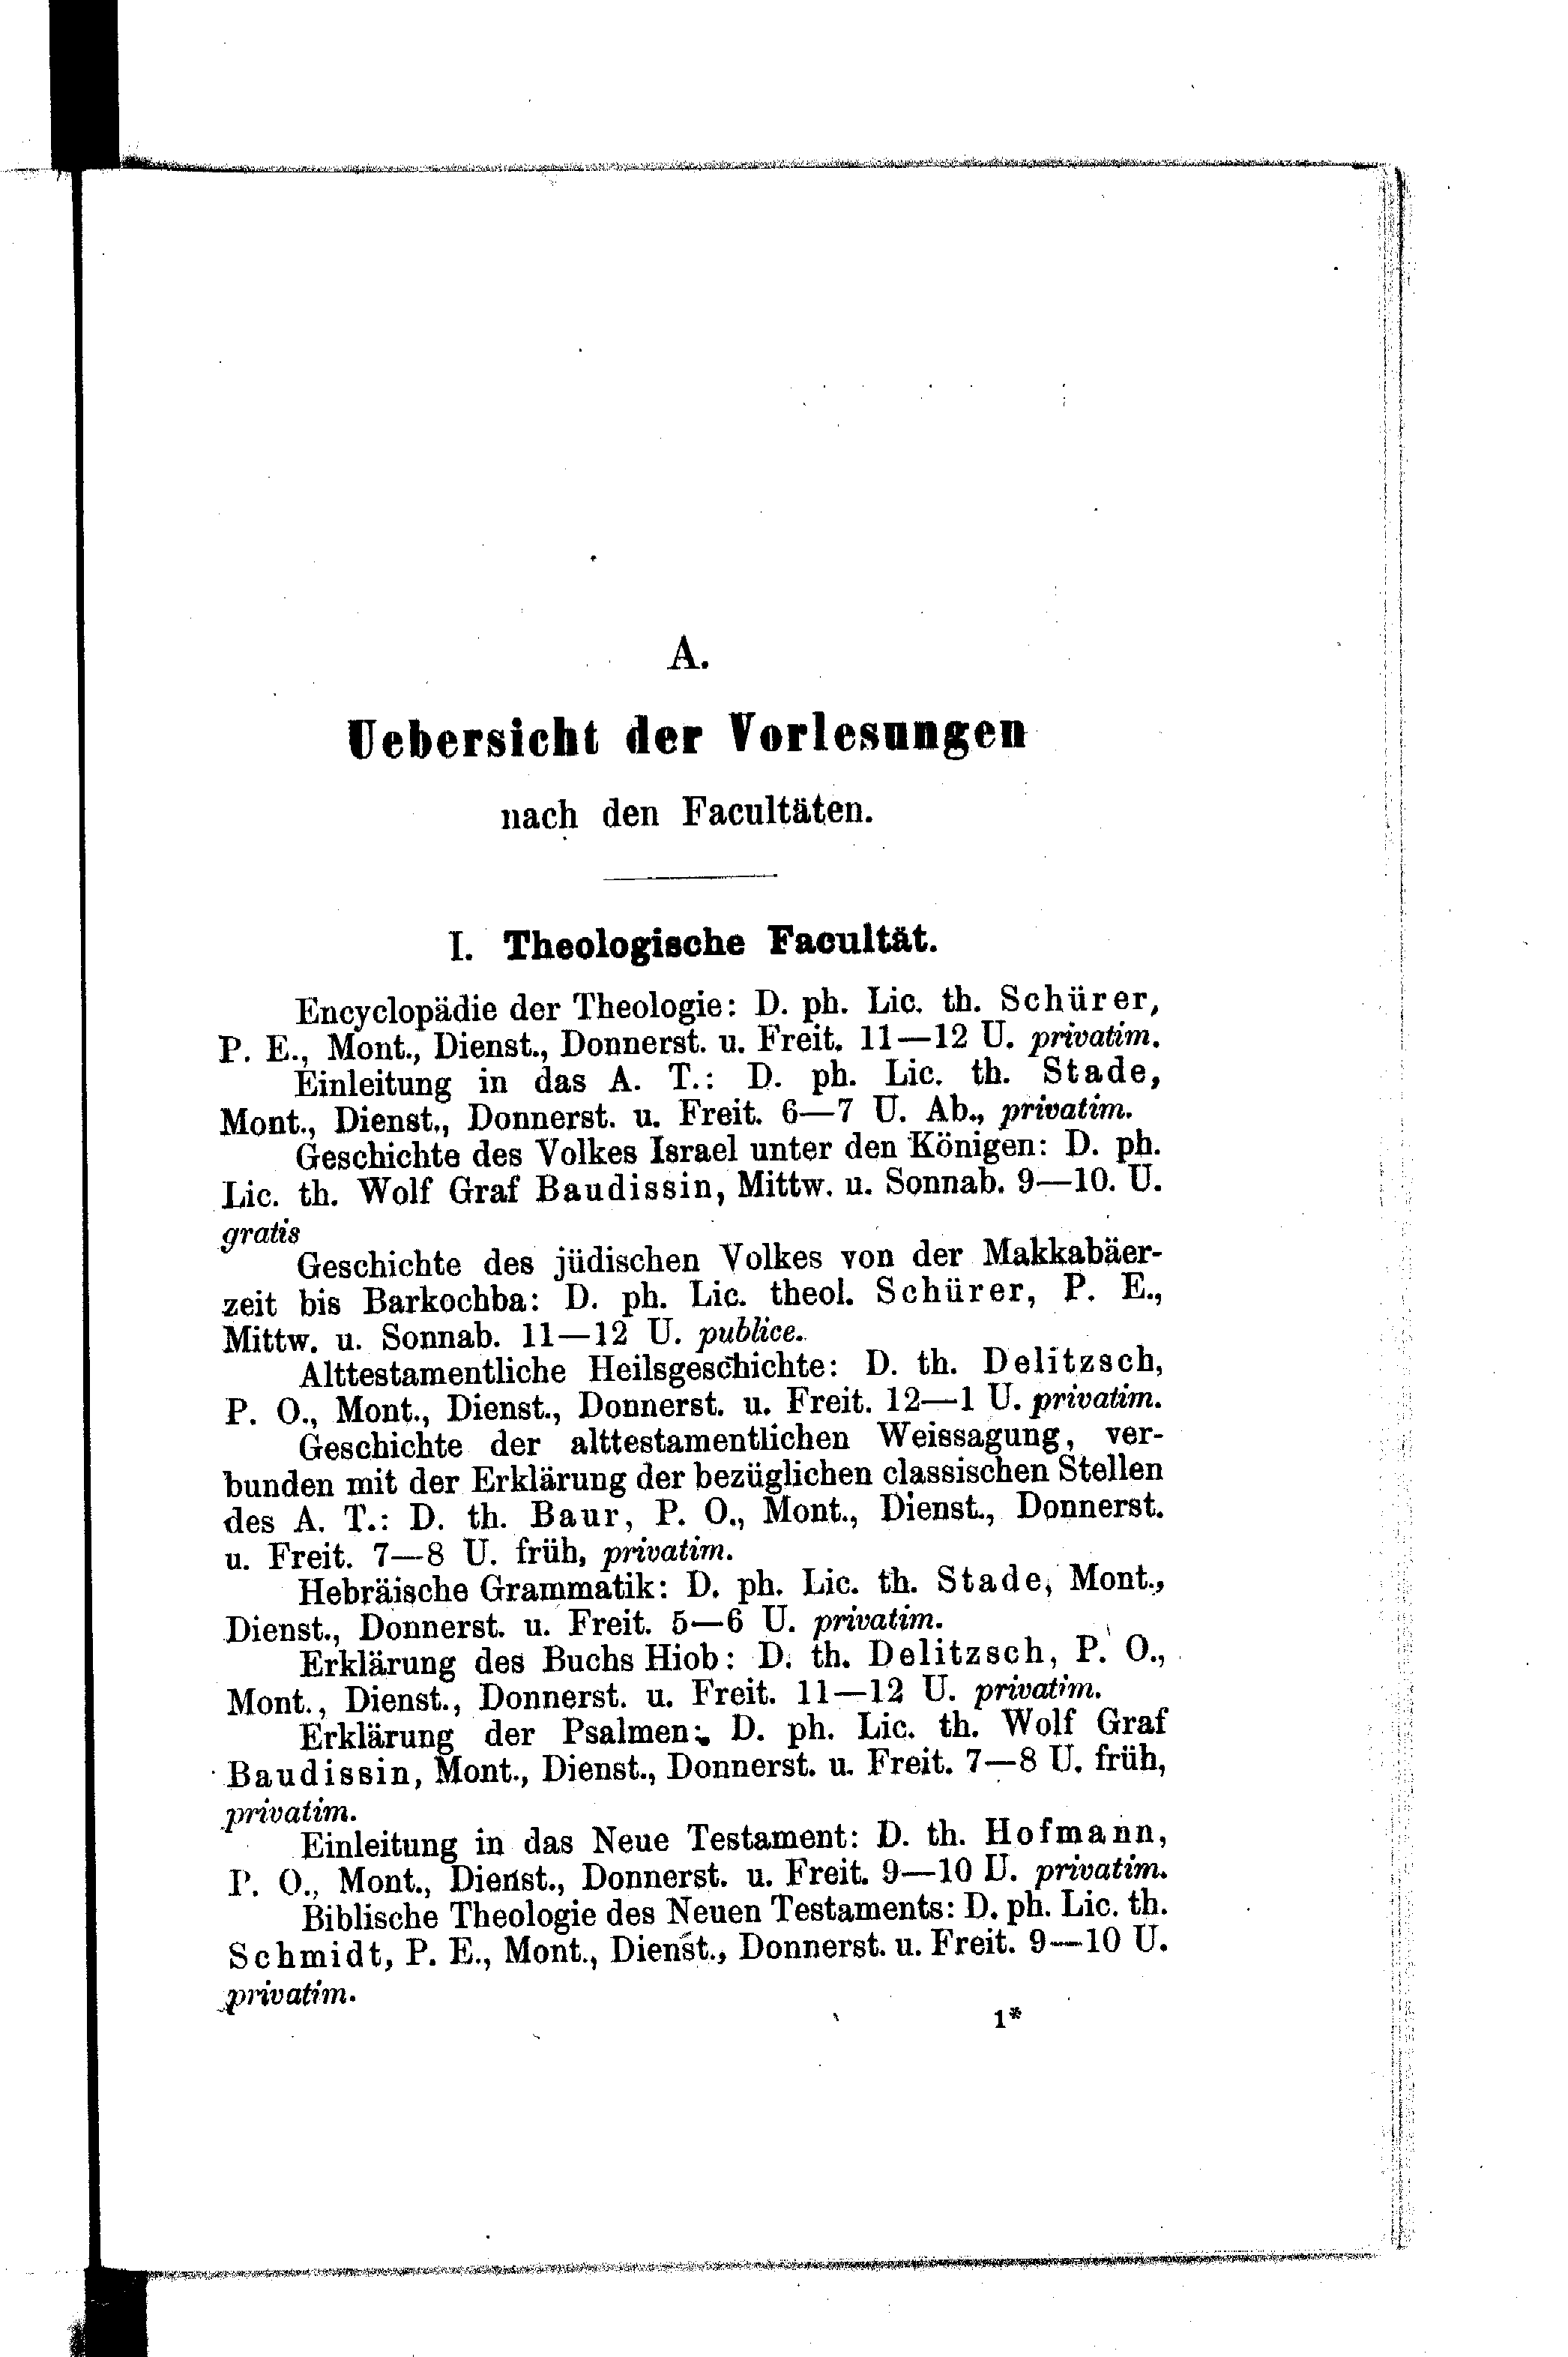 A.
Uebersicht der Vorlesungen
nach den Facultäten.
I. Theologische Facultät.
Encyclopädie der Theologie: D. ph. Lic. th. Schürer,
P. E., Mont., Dienst., Donnerst. u. Freit. 11—12 U. privatim.
Einleitung in das A. T.: D. ph. Lic. th. Stade,
Mont., Dienst., Donnerst. u. Freit. 6—7 U. Ab., privatim.
Geschichte des Volkes Israel unter den Königen: D. ph.
Lic. th. Wolf Graf Baudissin, Mittw. u. Sonnab. 9—10. U.
gratis
Geschichte des jüdischen Volkes von der Makkabäer-
zeit bis Barkochba: D. ph. Lic. theol. Schürer, P. E.,
Mittw. u. Sonnab. 11—12 U. publice.
Alttestamentliche Heilsgeschichte: D. th. Delitzsch,
P. O., Mont., Dienst., Donnerst. u. Freit. 12—1 U. privatim.
Geschichte der alttestamentlichen Weissagung, ver-
bunden mit der Erklärung der bezüglichen classischen Stellen
des A. T.: D. th. Baur, P. O., Mont., Dienst., Donnerst.
u. Freit. 7—8 U. früh, privatim.
Hebräische Grammatik: D. ph. Lic. th. Stade, Mont.,
Dienst., Donnerst. u. Freit. 5—6 U. privatim.
Erklärung des Buchs Hiob: D. th. Delitzsch, P. O.,
Mont., Dienst., Donnerst. u. Freit. 11—12 U. privatim.
Erklärung der Psalmen: D. ph. Lic. th. Wolf Graf
Baudissin, Mont., Dienst., Donnerst. u. Freit. 7—8 U. früh,
privatim.
Einleitung in das Neue Testament: D. th. Hofmann,
P. O., Mont., Dienst., Donnerst. u. Freit. 9—10 U. privatim.
Biblische Theologie des Neuen Testaments: D. ph. Lic. th.
Schmidt, P. E., Mont., Dienst., Donnerst. u. Freit. 9—10 U.
privatim.
1*